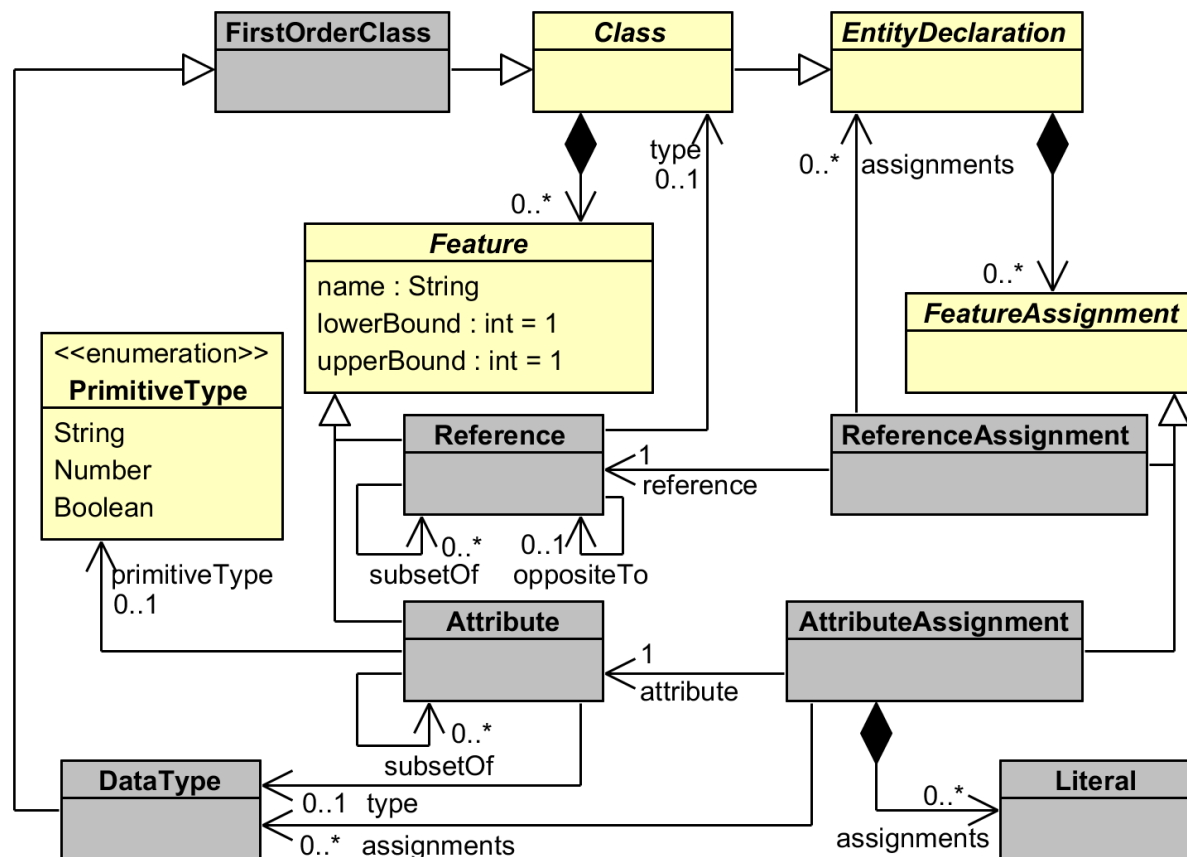 FirstOrderClass
Class
EntityDeclaration
type
0..1
0..* assignments
0..*
Feature
name : String
lowerBound : int = 1
upperBound : int = 1
0..*
FeatureAssignment
<<enumeration>>
PrimitiveType
String
Number
Boolean
Reference
ReferenceAssignment
1
reference
0..*
subsetOf
0..1
oppositeTo
primitiveType
0..1
Attribute
AttributeAssignment
1
attribute
0..*
subsetOf
DataType
0..1 type
0..* assignments
Literal
0..*
assignments